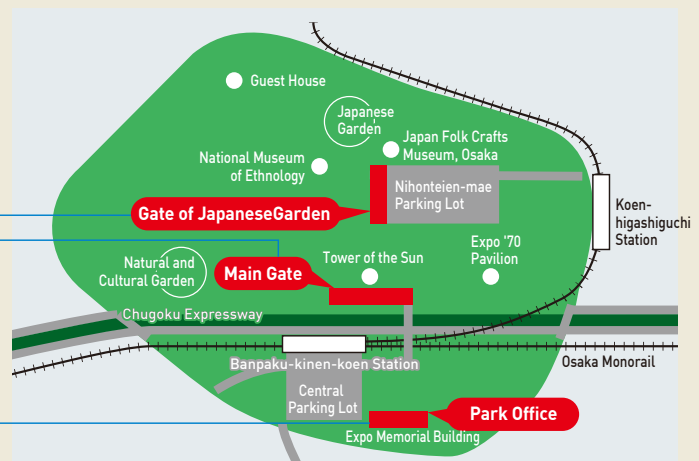 Guest House
Japanese
Garden
Japan Folk Crafts
Museum, Osaka
National Museum
of Ethnology
Nihonteien-mae
Parking Lot
Gate of JapaneseGarden
Koen-
higashiguchi
Station
Expo '70
Pavilion
Tower of the Sun
Natural and
Cultural Garden
Main Gate
Chugoku Expressway
Banpaku-kinen-koen Station
Osaka Monorail
Central
Parking Lot
Park Office
Expo Memorial Building